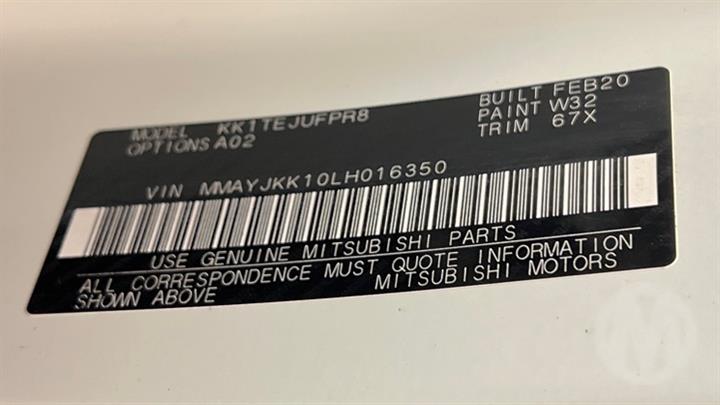 MODEL KK1TEJUFPR8 BUILT FEB20
OPTIONS A02 PAINT W32
TRIM 67X
VIN MMAYJKK10LH016350
USE GENUINE MITSUBISHI PARTS
ALL CORRESPONDENCE MUST QUOTE INFORMATION
SHOWN ABOVE MITSUBISHI MOTORS
M